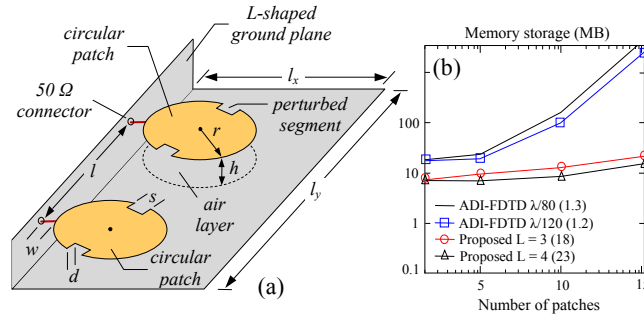 L-shaped
ground plane
circular
patch
50 Ω
connector
l
l_x
perturbed
segment
r
h
l_y
air
layer
s
w
d
circular
patch
(a)
Memory storage (MB)
(b)
100
10
1
0.1
ADI-FDTD λ/80 (1.3)
ADI-FDTD λ/120 (1.2)
Proposed L = 3 (18)
Proposed L = 4 (23)
5
10
Number of patches